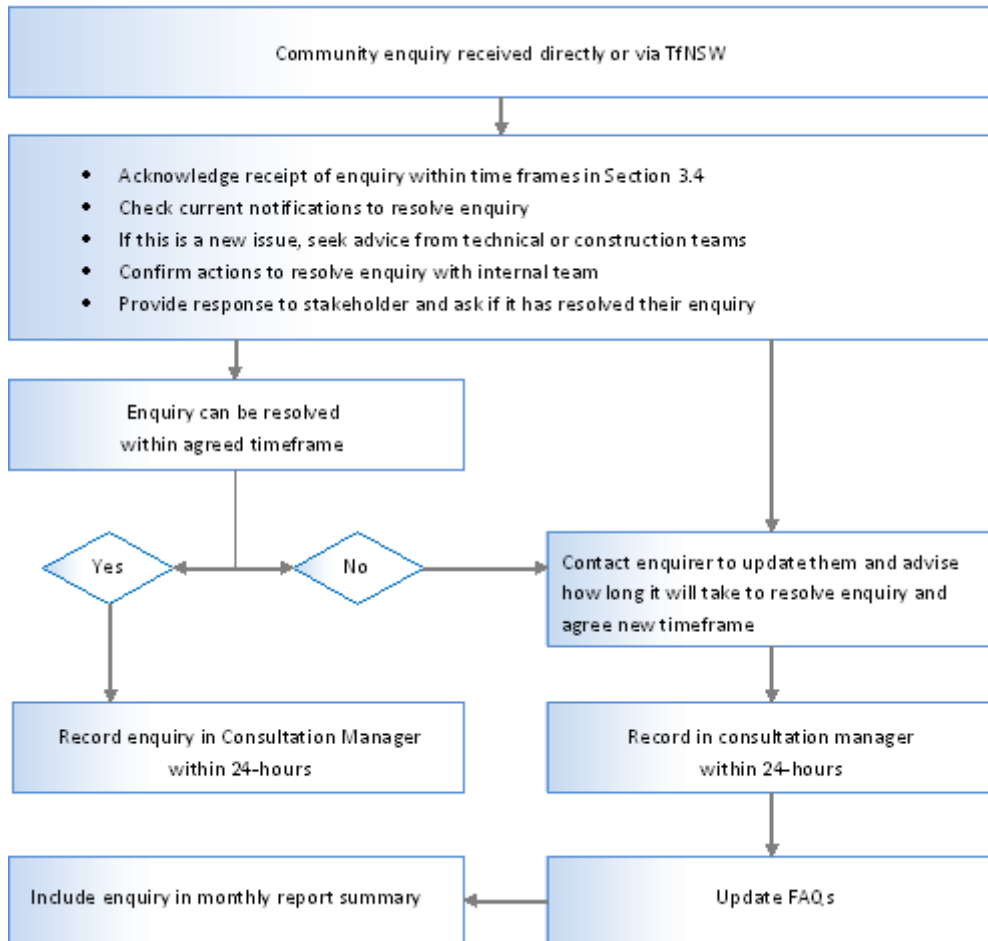 Community enquiry received directly or via TfNSW
• Acknowledge receipt of enquiry within time frames in Section 3.4
• Check current notifications to resolve enquiry
• If this is a new issue, seek advice from technical or construction teams
• Confirm actions to resolve enquiry with internal team
• Provide response to stakeholder and ask if it has resolved their enquiry
Enquiry can be resolved
within agreed timeframe
Yes
No
Contact enquirer to update them and advise
how long it will take to resolve enquiry and
agree new timeframe
Record enquiry in Consultation Manager
within 24-hours
Record in consultation manager
within 24-hours
Include enquiry in monthly report summary
Update FAQs